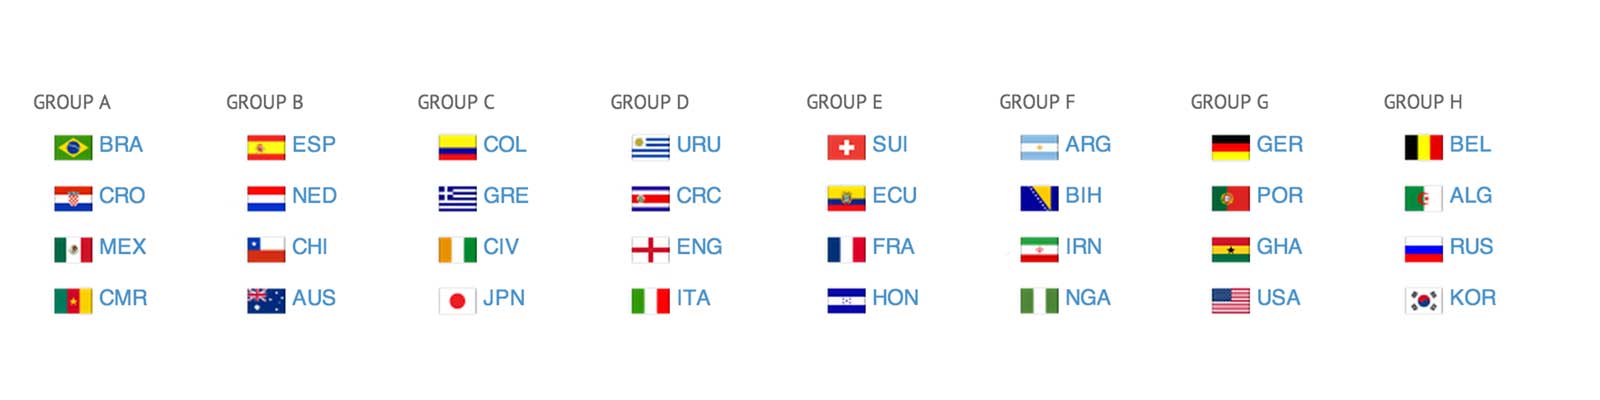 GROUP A
BRA
CRO
MEX
CMR
GROUP B
ESP
NED
CHI
AUS
GROUP C
COL
GRE
CIV
JPN
GROUP D
URU
CRC
ENG
ITA
GROUP E
SUI
ECU
FRA
HON
GROUP F
ARG
BIH
IRN
NGA
GROUP G
GER
POR
GHA
USA
GROUP H
BEL
ALG
RUS
KOR